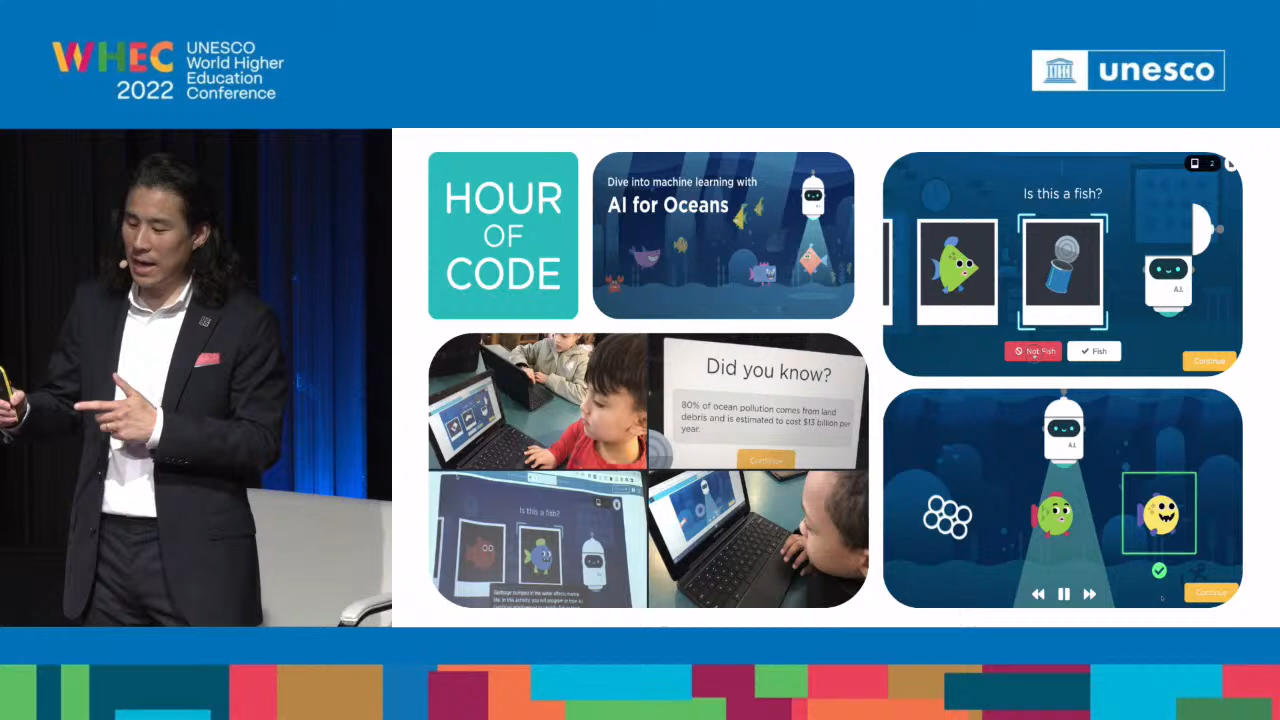 WHEC
2022
UNESCO
World Higher
Education
Conference
unesco
HOUR
OF
CODE
Dive into machine learning with
AI for Oceans
2
Is this a fish?
A.I.
Not Fish
Fish
Continue
Did you know?
80% of ocean pollution comes from land
debris and is estimated to cost $13 billion per
year.
Continue
Is this a fish?
A.I.
Continue